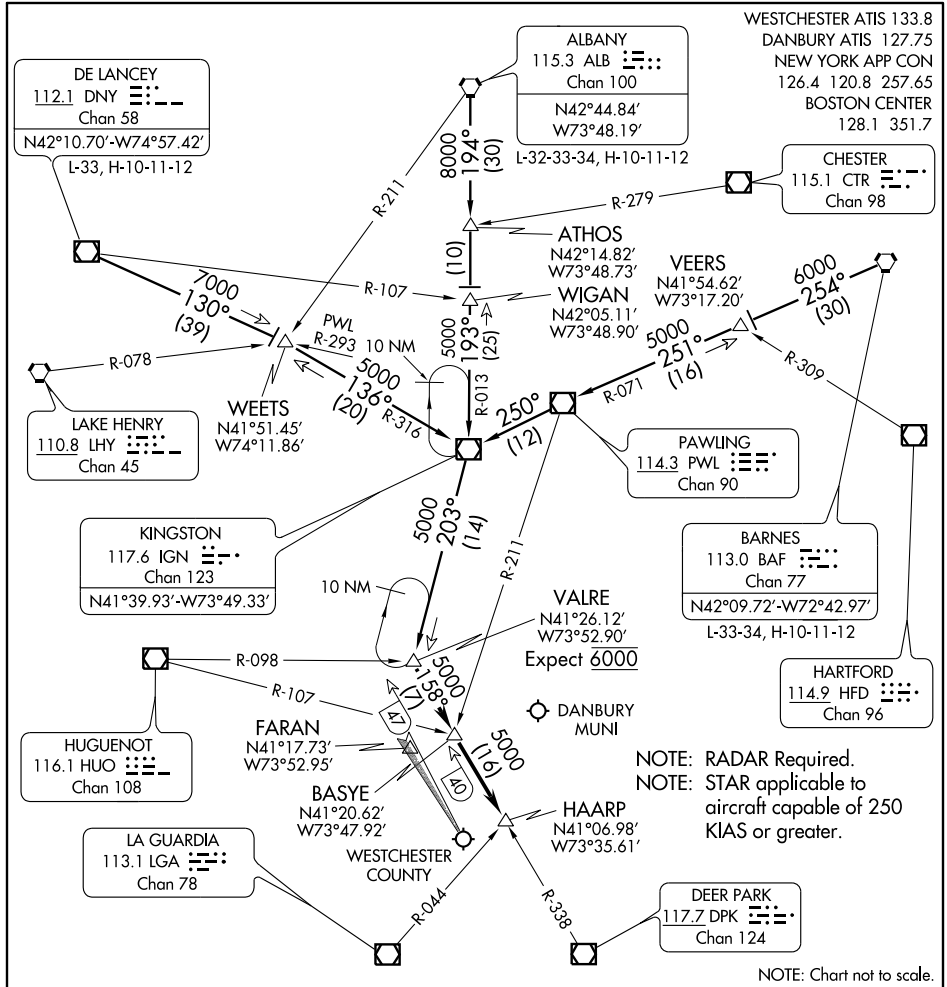 WESTCHESTER ATIS 133.8
DANBURY ATIS 127.75
NEW YORK APP CON
126.4 120.8 257.65
BOSTON CENTER
128.1 351.7
ALBANY
115.3 ALB
Chan 100
N42°44.84'
W73°48.19'
L-32-33-34, H-10-11-12
DE LANCEY
112.1 DNY
Chan 58
N42°10.70'-W74°57.42'
L-33, H-10-11-12
CHESTER
115.1 CTR
Chan 98
R-211
8000
194°
(30)
R-279
ATHOS
N42°14.82'
W73°48.73'
(10)
WIGAN
N42°05.11'
W73°48.90'
VEERS
N41°54.62'
W73°17.20'
6000
254°
(30)
7000
130°
(39)
R-107
PWL
R-293
10 NM
5000
193°
(25)
R-013
5000
251°
(16)
R-071
R-309
R-078
5000
136°
(20)
R-316
WEETS
N41°51.45'
W74°11.86'
250°
(12)
LAKE HENRY
110.8 LHY
Chan 45
PAWLING
114.3 PWL
Chan 90
KINGSTON
117.6 IGN
Chan 123
N41°39.93'-W73°49.33'
5000
203°
(14)
R-211
BARNES
113.0 BAF
Chan 77
N42°09.72'-W72°42.97'
L-33-34, H-10-11-12
10 NM
VALRE
N41°26.12'
W73°52.90'
Expect 6000
HARTFORD
114.9 HFD
Chan 96
R-098
R-107
5000
158°
(7)
47
DANBURY
MUNI
HUGUENOT
116.1 HUO
Chan 108
FARAN
N41°17.73'
W73°52.95'
5000
(16)
40
BASYE
N41°20.62'
W73°47.92'
HAARP
N41°06.98'
W73°35.61'
NOTE: RADAR Required.
NOTE: STAR applicable to
aircraft capable of 250
KIAS or greater.
WESTCHESTER
COUNTY
LA GUARDIA
113.1 LGA
Chan 78
R-044
R-338
DEER PARK
117.7 DPK
Chan 124
NOTE: Chart not to scale.